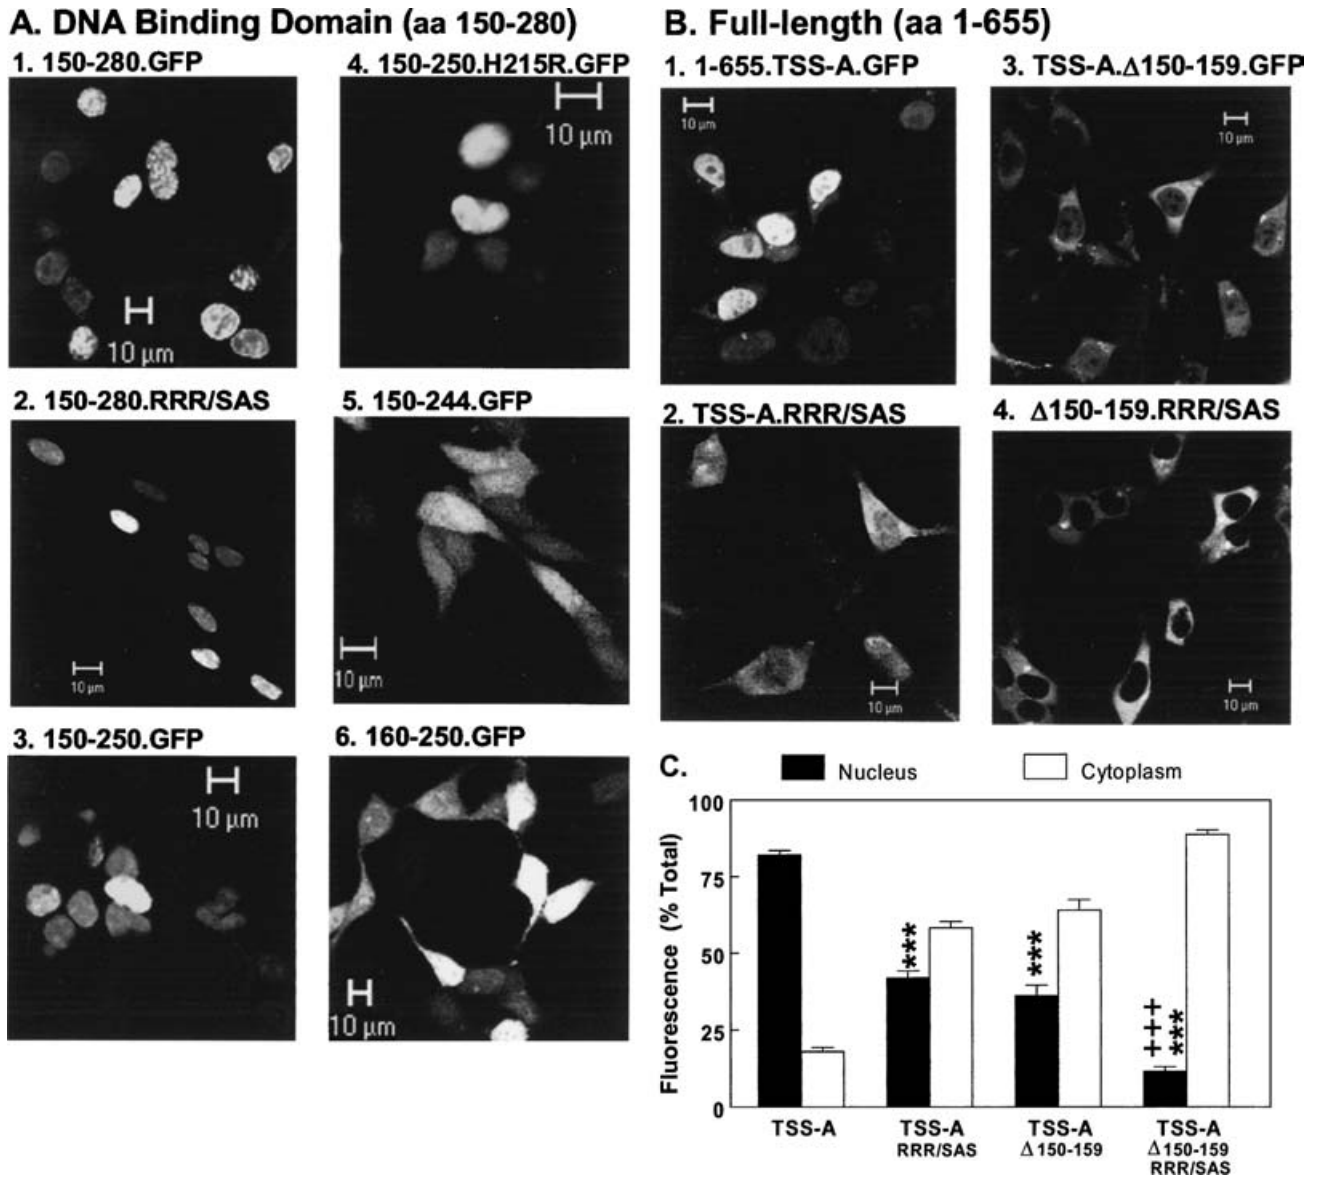 A. DNA Binding Domain (aa 150-280)
1. 150-280.GFP
10 µm
4. 150-250.H215R.GFP
10 µm
2. 150-280.RRR/SAS
10 µm
5. 150-244.GFP
10 µm
3. 150-250.GFP
10 µm
6. 160-250.GFP
10 µm
B. Full-length (aa 1-655)
1. 1-655.TSS-A.GFP
10 µm
3. TSS-A.Δ150-159.GFP
10 µm
2. TSS-A.RRR/SAS
10 µm
4. Δ150-159.RRR/SAS
10 µm
C.
Nucleus
Cytoplasm
Fluorescence (% Total)
100
75
50
25
0
***
***
+++
***
TSS-A
TSS-A
RRR/SAS
TSS-A
Δ150-159
TSS-A
Δ150-159
RRR/SAS